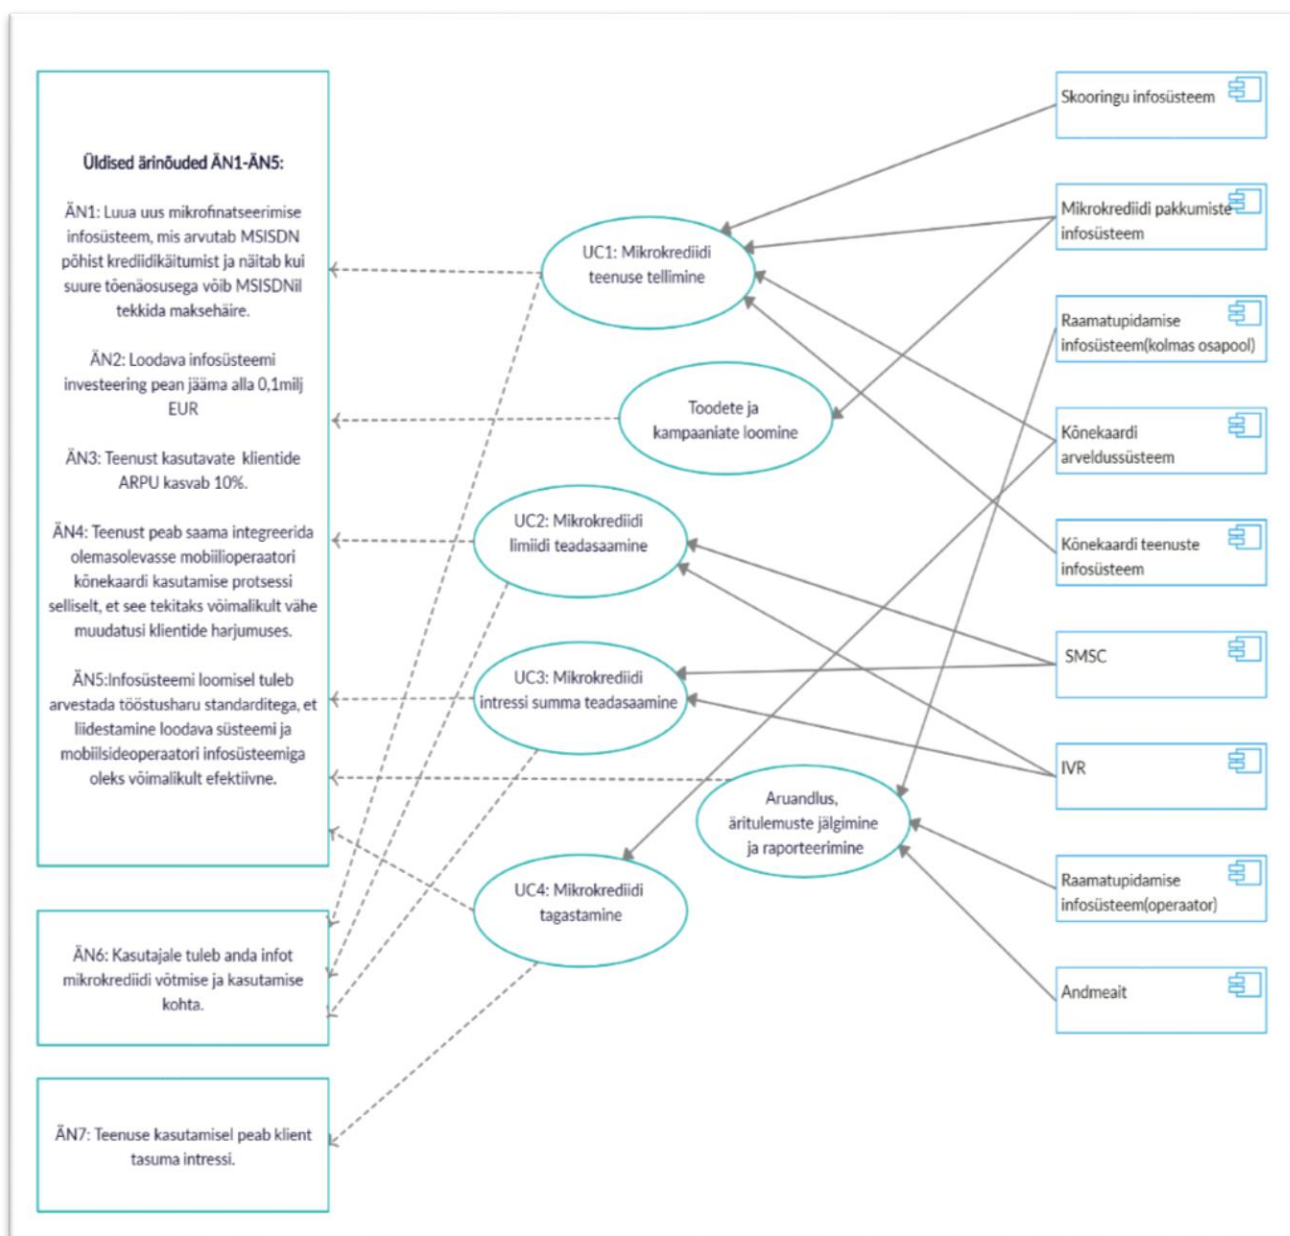 Üldised ärinõuded ÄN1-ÄN5:
ÄN1: Luua uus mikrofinatseerimise
infosüsteem, mis arvutab MSISDN
põhist krediidikäitumist ja näitab kui
suure tõenäosusega võib MSISDNil
tekkida maksehäire.
ÄN2: Loodava infosüsteemi
investeering pean jääma alla 0,1milj
EUR
ÄN3: Teenust kasutavate klientide
ARPU kasvab 10%.
ÄN4: Teenust peab saama integreerida
olemasolevasse mobiilioperaatori
kõnekaardi kasutamise protsessi
selliselt, et see tekitaks võimalikult vähe
muudatusi klientide harjumuses.
ÄN5:Infosüsteemi loomisel tuleb
arvestada tööstusharu standarditega, et
liidestamine loodava süsteemi ja
mobiilsideoperaatori infosüsteemiga
oleks võimalikult efektiivne.
ÄN6: Kasutajale tuleb anda infot
mikrokrediidi võtmise ja kasutamise
kohta.
ÄN7: Teenuse kasutamisel peab klient
tasuma intressi.
UC1: Mikrokrediidi
teenuse tellimine
Toodete ja
kampaaniate loomine
UC2: Mikrokrediidi
limiidi teadasaamine
UC3: Mikrokrediidi
intressi summa teadasaamine
Aruandlus,
äritulemuste jälgimine
ja raporteerimine
UC4: Mikrokrediidi
tagastamine
Skooringu infosüsteem
Mikrokrediidi pakkumiste
infosüsteem
Raamatupidamise
infosüsteem(kolmas osapool)
Kõnekaardi
arveldussüsteem
Kõnekaardi teenuste
infosüsteem
SMSC
IVR
Raamatupidamise
infosüsteem(operaator)
Andmeait